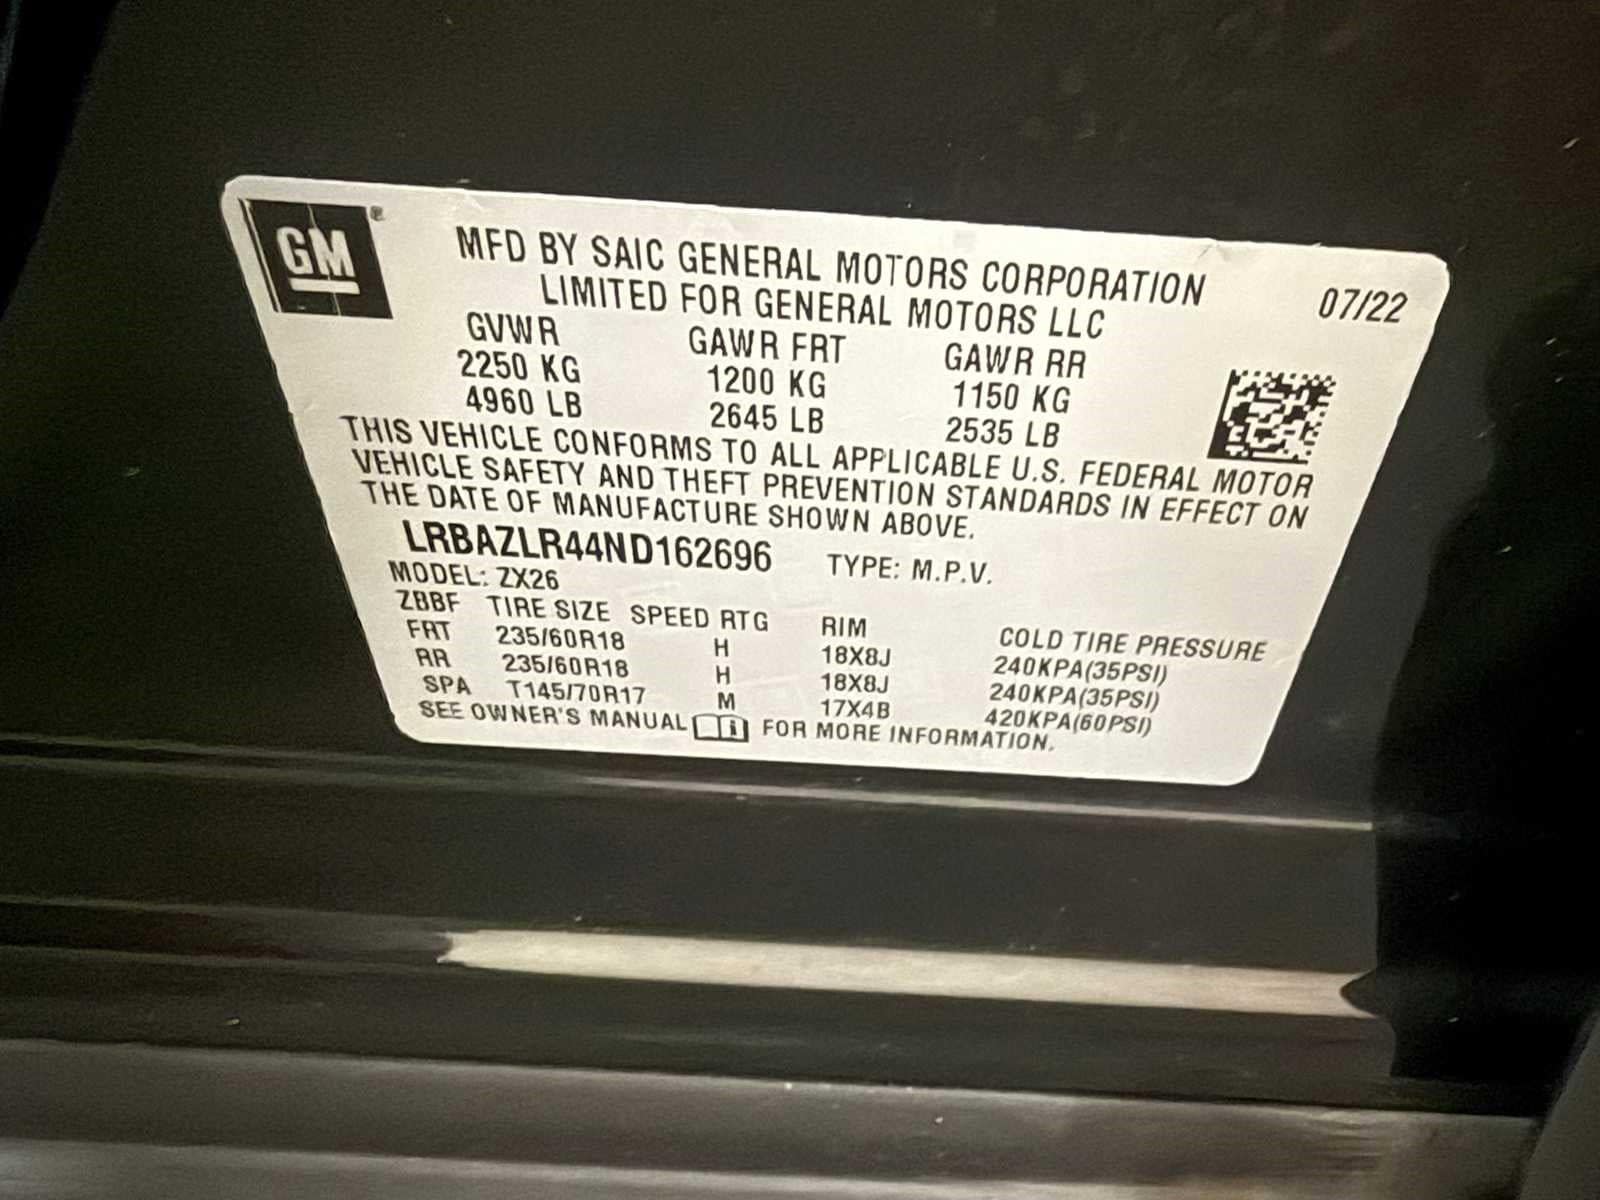 GM®
MFD BY SAIC GENERAL MOTORS CORPORATION
LIMITED FOR GENERAL MOTORS LLC
07/22
GVWR GAWR FRT GAWR RR
2250 KG 1200 KG 1150 KG
4960 LB 2645 LB 2535 LB
THIS VEHICLE CONFORMS TO ALL APPLICABLE U.S. FEDERAL MOTOR
VEHICLE SAFETY AND THEFT PREVENTION STANDARDS IN EFFECT ON
THE DATE OF MANUFACTURE SHOWN ABOVE.
LRBAZLR44ND162696 TYPE: M.P.V.
MODEL: ZX26
ZBBF TIRE SIZE SPEED RTG RIM COLD TIRE PRESSURE
FRT 235/60R18 H 18X8J 240KPA(35PSI)
RR 235/60R18 H 18X8J 240KPA(35PSI)
SPA T145/70R17 M 17X4B 420KPA(60PSI)
SEE OWNER'S MANUAL i FOR MORE INFORMATION.